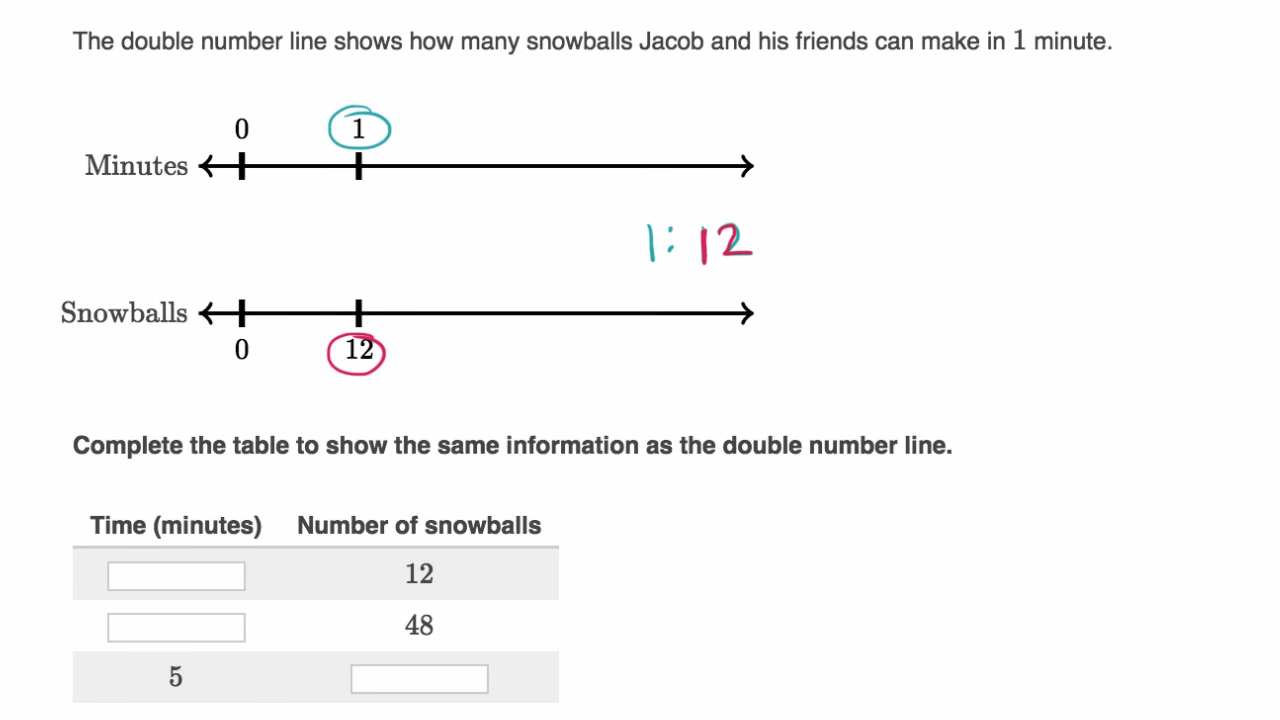 The double number line shows how many snowballs Jacob and his friends can make in 1 minute.
0 1
Minutes
1: 12
Snowballs
0 12
Complete the table to show the same information as the double number line.
Time (minutes) Number of snowballs
12
48
5